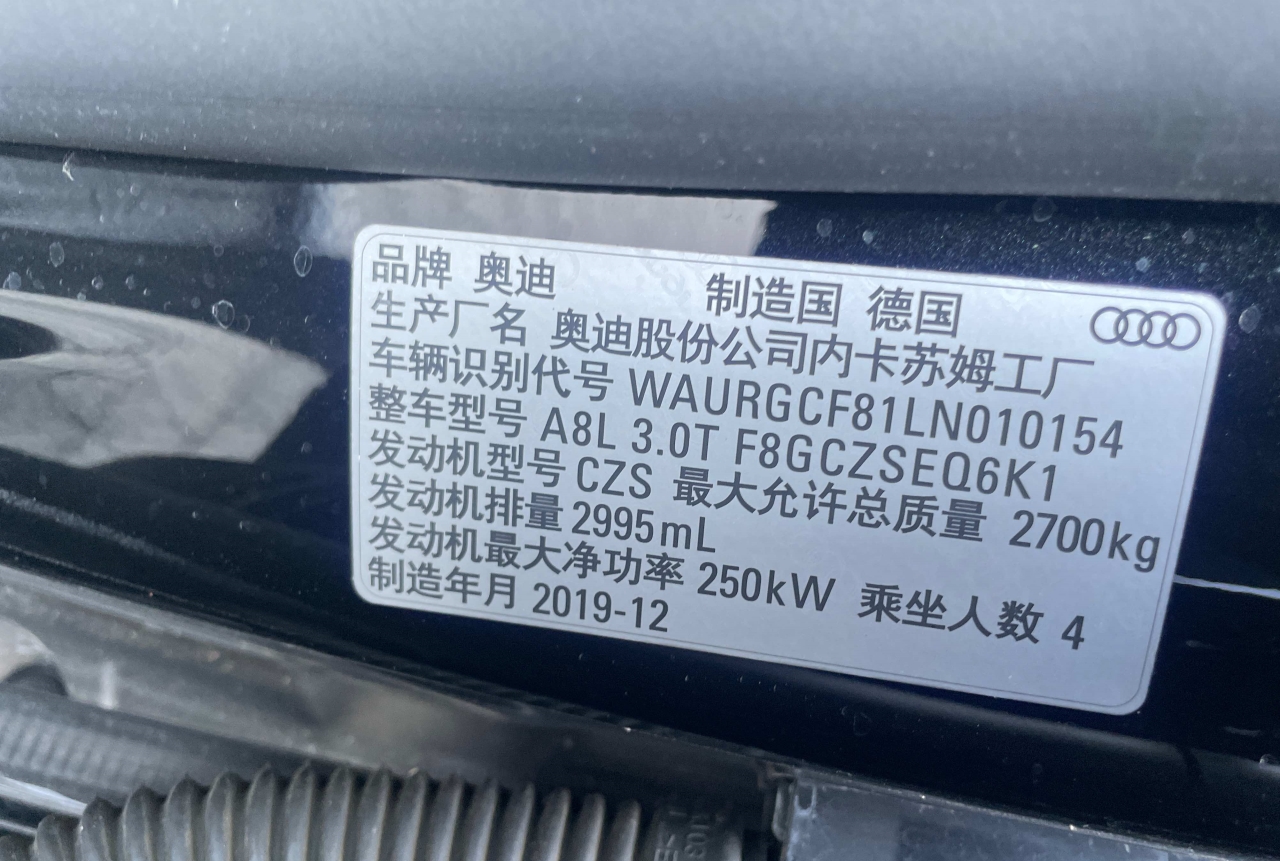 品牌 奥迪 制造国 德国
生产厂名 奥迪股份公司内卡苏姆工厂
车辆识别代号 WAURGCF81LN010154
整车型号 A8L 3.0T F8GCZSEQ6K1
发动机型号 CZS 最大允许总质量 2700kg
发动机排量 2995mL
发动机最大净功率 250kW 乘坐人数 4
制造年月 2019-12